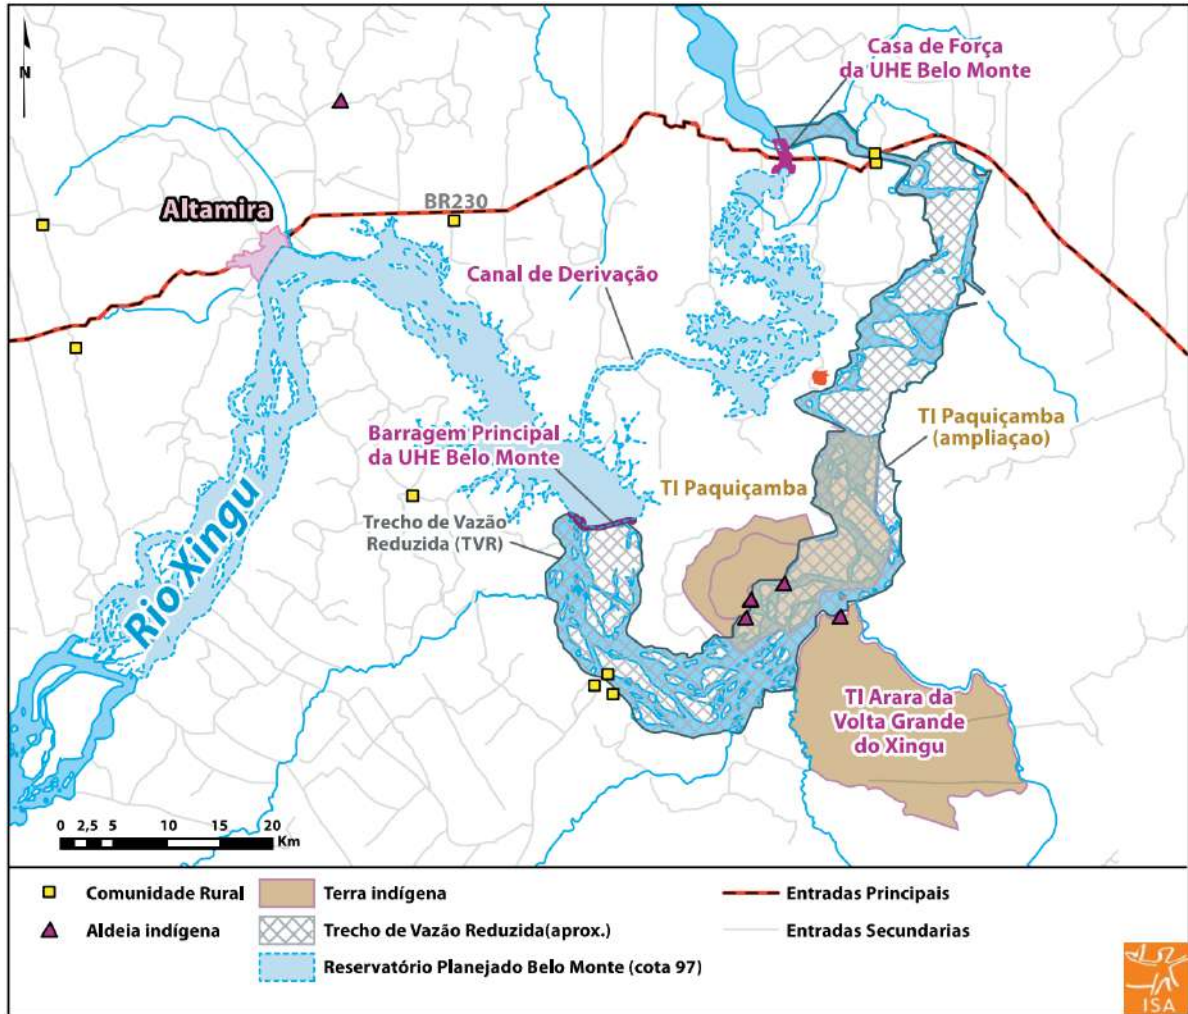 N
Casa de Força
da UHE Belo Monte
Altamira
BR230
Canal de Derivação
Barragem Principal
da UHE Belo Monte
TI Paquiçamba
(ampliaçao)
TI Paquiçamba
Trecho de Vazão
Reduzida (TVR)
Rio Xingu
TI Arara da
Volta Grande
do Xingu
0 2,5 5 10 15 20
Km
Comunidade Rural
Terra indígena
Entradas Principais
Aldeia indígena
Trecho de Vazão Reduzida(aprox.)
Entradas Secundarias
Reservatório Planejado Belo Monte (cota 97)
ISA